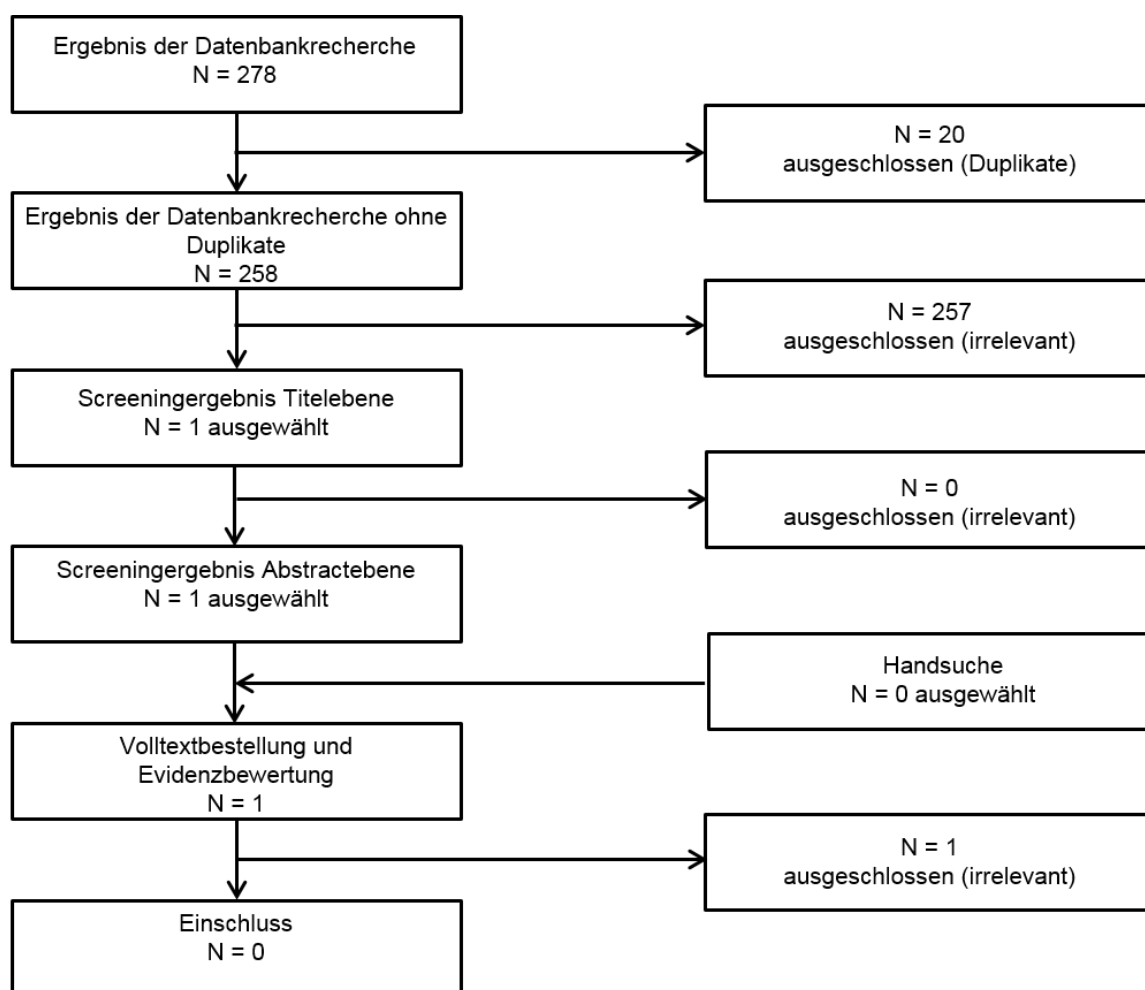 Ergebnis der Datenbankrecherche
N = 278
N = 20
ausgeschlossen (Duplikate)
Ergebnis der Datenbankrecherche ohne
Duplikate
N = 258
N = 257
ausgeschlossen (irrelevant)
Screeningergebnis Titelebene
N = 1 ausgewählt
N = 0
ausgeschlossen (irrelevant)
Screeningergebnis Abstractebene
N = 1 ausgewählt
Handsuche
N = 0 ausgewählt
Volltextbestellung und
Evidenzbewertung
N = 1
N = 1
ausgeschlossen (irrelevant)
Einschluss
N = 0